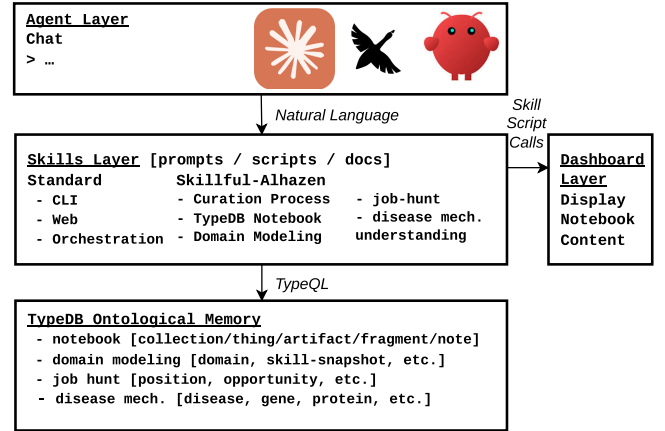 Agent Layer
Chat
> …
Natural Language
Skill
Script
Calls
Skills Layer [prompts / scripts / docs]
Standard
- CLI
- Web
- Orchestration
Skillful-Alhazen
- Curation Process
- TypeDB Notebook
- Domain Modeling
- job-hunt
- disease mech.
understanding
Dashboard
Layer
Display
Notebook
Content
TypeQL
TypeDB Ontological Memory
- notebook [collection/thing/artifact/fragment/note]
- domain modeling [domain, skill-snapshot, etc.]
- job hunt [position, opportunity, etc.]
- disease mech. [disease, gene, protein, etc.]